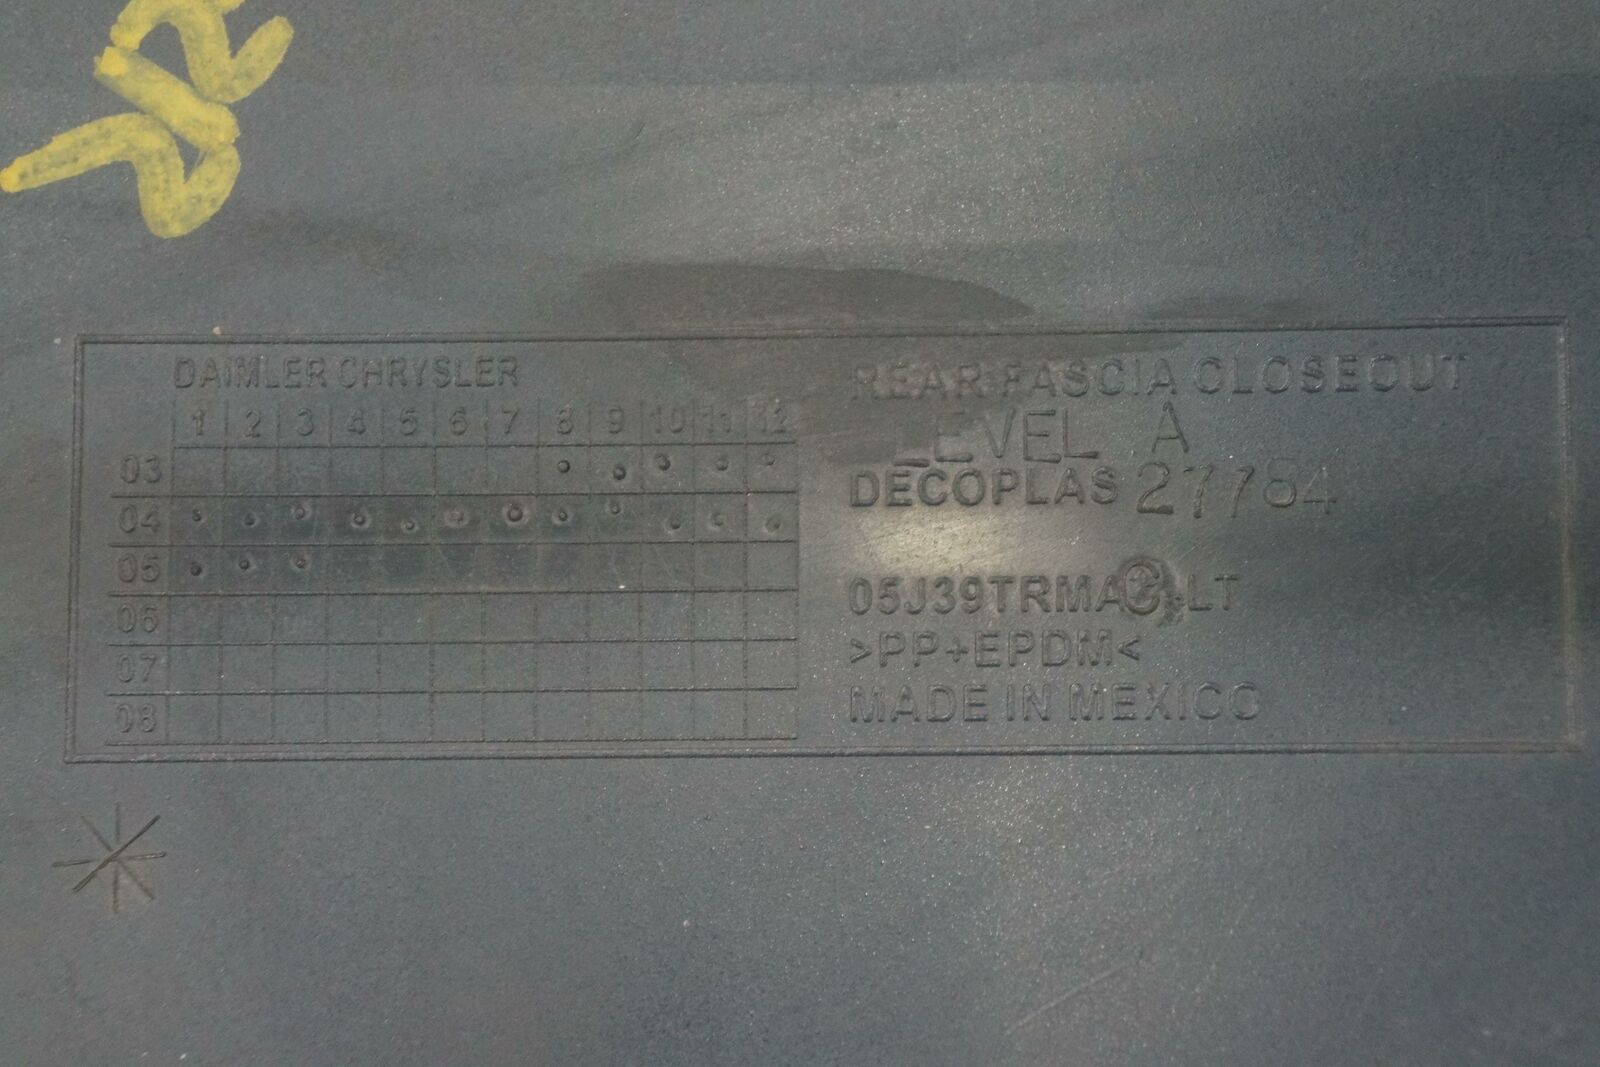 DAIMLER CHRYSLER
1 2 3 4 5 6 7 8 9 10 11 12
03
04
05
06
07
08
REAR FASCIA CLOSEOUT
LEVEL A
DECOPLAS 27784
>PP+EPDM<
MADE IN MEXICO